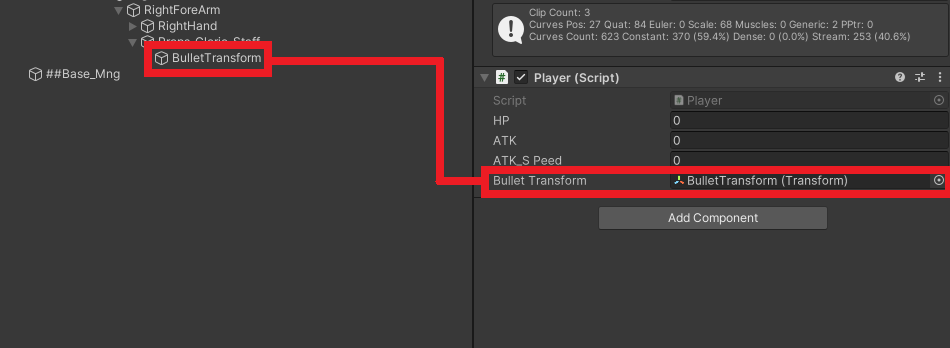 RightForeArm
RightHand
BulletTransform
##Base_Mng
Clip Count: 3
Curves Pos: 27 Quat: 84 Euler: 0 Scale: 68 Muscles: 0 Generic: 2 PPtr: 0
Curves Count: 623 Constant: 370 (59.4%) Dense: 0 (0.0%) Stream: 253 (40.6%)
# Player (Script)
Script Player
HP 0
ATK 0
ATK_S Peed 0
Bullet Transform BulletTransform (Transform)
Add Component